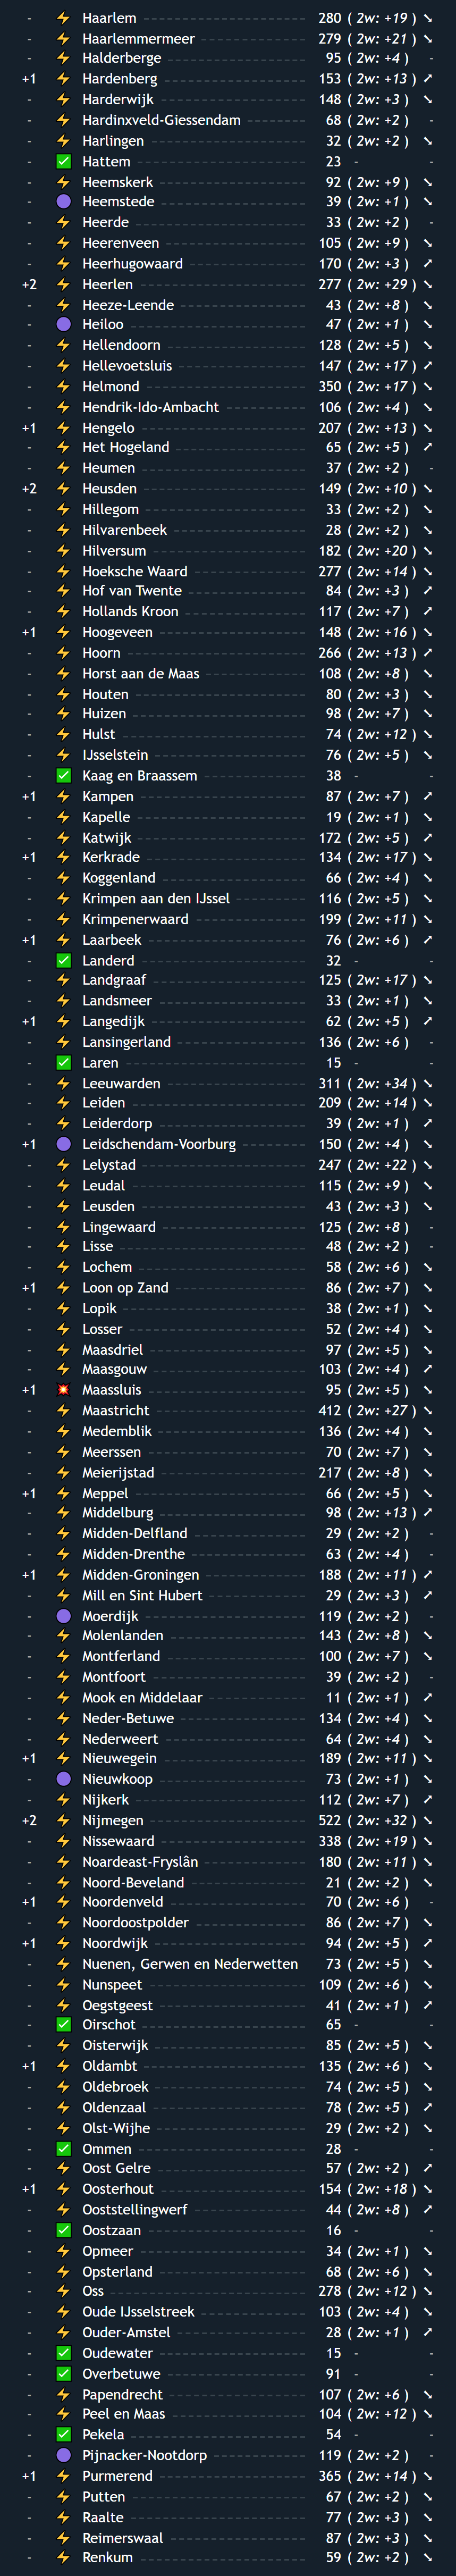 - ⚡ Haarlem 280 ( 2w: +19 ) ➘
- ⚡ Haarlemmermeer 279 ( 2w: +21 ) ➘
- ⚡ Halderberge 95 ( 2w: +4 ) -
+1 ⚡ Hardenberg 153 ( 2w: +13 ) ➚
- ⚡ Harderwijk 148 ( 2w: +3 ) ➘
- ⚡ Hardinxveld-Giessendam 68 ( 2w: +2 ) -
- ⚡ Harlingen 32 ( 2w: +2 ) ➘
- ✅ Hattem 23 - -
- ⚡ Heemskerk 92 ( 2w: +9 ) ➘
- 🟣 Heemstede 39 ( 2w: +1 ) ➘
- ⚡ Heerde 33 ( 2w: +2 ) -
- ⚡ Heerenveen 105 ( 2w: +9 ) ➘
- ⚡ Heerhugowaard 170 ( 2w: +3 ) ➚
+2 ⚡ Heerlen 277 ( 2w: +29 ) ➘
- ⚡ Heeze-Leende 43 ( 2w: +8 ) ➘
- 🟣 Heiloo 47 ( 2w: +1 ) ➘
- ⚡ Hellendoorn 128 ( 2w: +5 ) ➘
- ⚡ Hellevoetsluis 147 ( 2w: +17 ) ➚
- ⚡ Helmond 350 ( 2w: +17 ) ➘
- ⚡ Hendrik-Ido-Ambacht 106 ( 2w: +4 ) ➘
+1 ⚡ Hengelo 207 ( 2w: +13 ) ➘
- ⚡ Het Hogeland 65 ( 2w: +5 ) ➚
- ⚡ Heumen 37 ( 2w: +2 ) -
+2 ⚡ Heusden 149 ( 2w: +10 ) ➘
- ⚡ Hillegom 33 ( 2w: +2 ) ➘
- ⚡ Hilvarenbeek 28 ( 2w: +2 ) ➘
- ⚡ Hilversum 182 ( 2w: +20 ) ➘
- ⚡ Hoeksche Waard 277 ( 2w: +14 ) ➘
- ⚡ Hof van Twente 84 ( 2w: +3 ) ➚
- ⚡ Hollands Kroon 117 ( 2w: +7 ) ➚
+1 ⚡ Hoogeveen 148 ( 2w: +16 ) ➘
- ⚡ Hoorn 266 ( 2w: +13 ) ➚
- ⚡ Horst aan de Maas 108 ( 2w: +8 ) ➘
- ⚡ Houten 80 ( 2w: +3 ) ➘
- ⚡ Huizen 98 ( 2w: +7 ) ➘
- ⚡ Hulst 74 ( 2w: +12 ) ➘
- ⚡ IJsselstein 76 ( 2w: +5 ) ➘
- ✅ Kaag en Braassem 38 - -
+1 ⚡ Kampen 87 ( 2w: +7 ) ➚
- ⚡ Kapelle 19 ( 2w: +1 ) ➘
- ⚡ Katwijk 172 ( 2w: +5 ) ➚
+1 ⚡ Kerkrade 134 ( 2w: +17 ) ➘
- ⚡ Koggenland 66 ( 2w: +4 ) ➘
- ⚡ Krimpen aan den IJssel 116 ( 2w: +5 ) ➘
- ⚡ Krimpenerwaard 199 ( 2w: +11 ) ➘
+1 ⚡ Laarbeek 76 ( 2w: +6 ) ➚
- ✅ Landerd 32 - -
- ⚡ Landgraaf 125 ( 2w: +17 ) ➘
- ⚡ Landsmeer 33 ( 2w: +1 ) ➘
+1 ⚡ Langedijk 62 ( 2w: +5 ) ➚
- ⚡ Lansingerland 136 ( 2w: +6 ) -
- ✅ Laren 15 - -
- ⚡ Leeuwarden 311 ( 2w: +34 ) ➘
- ⚡ Leiden 209 ( 2w: +14 ) ➘
- ⚡ Leiderdorp 39 ( 2w: +1 ) ➚
+1 🟣 Leidschendam-Voorburg 150 ( 2w: +4 ) ➘
- ⚡ Lelystad 247 ( 2w: +22 ) ➘
- ⚡ Leudal 115 ( 2w: +9 ) ➘
- ⚡ Leusden 43 ( 2w: +3 ) ➘
- ⚡ Lingewaard 125 ( 2w: +8 ) -
- ⚡ Lisse 48 ( 2w: +2 ) -
- ⚡ Lochem 58 ( 2w: +6 ) ➘
+1 ⚡ Loon op Zand 86 ( 2w: +7 ) ➘
- ⚡ Lopik 38 ( 2w: +1 ) ➘
- ⚡ Losser 52 ( 2w: +4 ) ➘
- ⚡ Maasdriel 97 ( 2w: +5 ) ➘
- ⚡ Maasgouw 103 ( 2w: +4 ) ➚
+1 💥 Maassluis 95 ( 2w: +5 ) ➘
- ⚡ Maastricht 412 ( 2w: +27 ) ➘
- ⚡ Medemblik 136 ( 2w: +4 ) ➘
- ⚡ Meerssen 70 ( 2w: +7 ) ➘
- ⚡ Meierijstad 217 ( 2w: +8 ) ➘
+1 ⚡ Meppel 66 ( 2w: +5 ) ➘
- ⚡ Middelburg 98 ( 2w: +13 ) ➚
- ⚡ Midden-Delfland 29 ( 2w: +2 ) -
- ⚡ Midden-Drenthe 63 ( 2w: +4 ) -
+1 ⚡ Midden-Groningen 188 ( 2w: +11 ) ➚
- ⚡ Mill en Sint Hubert 29 ( 2w: +3 ) ➚
- 🟣 Moerdijk 119 ( 2w: +2 ) -
- ⚡ Molenlanden 143 ( 2w: +8 ) ➘
- ⚡ Montferland 100 ( 2w: +7 ) ➘
- ⚡ Montfoort 39 ( 2w: +2 ) -
- ⚡ Mook en Middelaar 11 ( 2w: +1 ) ➚
- ⚡ Neder-Betuwe 134 ( 2w: +4 ) ➘
- ⚡ Nederweert 64 ( 2w: +4 ) ➘
+1 ⚡ Nieuwegein 189 ( 2w: +11 ) ➘
- 🟣 Nieuwkoop 73 ( 2w: +1 ) ➘
- ⚡ Nijkerk 112 ( 2w: +7 ) ➚
+2 ⚡ Nijmegen 522 ( 2w: +32 ) ➘
- ⚡ Nissewaard 338 ( 2w: +19 ) ➘
- ⚡ Noardeast-Fryslân 180 ( 2w: +11 ) ➘
- ⚡ Noord-Beveland 21 ( 2w: +2 ) ➘
+1 ⚡ Noordenveld 70 ( 2w: +6 ) -
- ⚡ Noordoostpolder 86 ( 2w: +7 ) ➘
+1 ⚡ Noordwijk 94 ( 2w: +5 ) ➚
- ⚡ Nuenen, Gerwen en Nederwetten 73 ( 2w: +5 ) ➘
- ⚡ Nunspeet 109 ( 2w: +6 ) ➘
- ⚡ Oegstgeest 41 ( 2w: +1 ) ➚
- ✅ Oirschot 65 - -
- ⚡ Oisterwijk 85 ( 2w: +5 ) ➘
+1 ⚡ Oldambt 135 ( 2w: +6 ) ➘
- ⚡ Oldebroek 74 ( 2w: +5 ) ➘
- ⚡ Oldenzaal 78 ( 2w: +5 ) ➚
- ⚡ Olst-Wijhe 29 ( 2w: +2 ) ➘
- ✅ Ommen 28 - -
- ⚡ Oost Gelre 57 ( 2w: +2 ) ➚
+1 ⚡ Oosterhout 154 ( 2w: +18 ) ➘
- ⚡ Ooststellingwerf 44 ( 2w: +8 ) ➚
- ✅ Oostzaan 16 - -
- ⚡ Opmeer 34 ( 2w: +1 ) ➘
- ⚡ Opsterland 68 ( 2w: +6 ) ➘
- ⚡ Oss 278 ( 2w: +12 ) ➘
- ⚡ Oude IJsselstreek 103 ( 2w: +4 ) ➘
- ⚡ Ouder-Amstel 28 ( 2w: +1 ) ➚
- ✅ Oudewater 15 - -
- ✅ Overbetuwe 91 - -
- ⚡ Papendrecht 107 ( 2w: +6 ) ➘
- ⚡ Peel en Maas 104 ( 2w: +12 ) ➘
- ✅ Pekela 54 - -
- 🟣 Pijnacker-Nootdorp 119 ( 2w: +2 ) -
+1 ⚡ Purmerend 365 ( 2w: +14 ) ➘
- ⚡ Putten 67 ( 2w: +2 ) ➘
- ⚡ Raalte 77 ( 2w: +3 ) ➘
- ⚡ Reimerswaal 87 ( 2w: +3 ) ➘
- ⚡ Renkum 59 ( 2w: +2 ) ➘